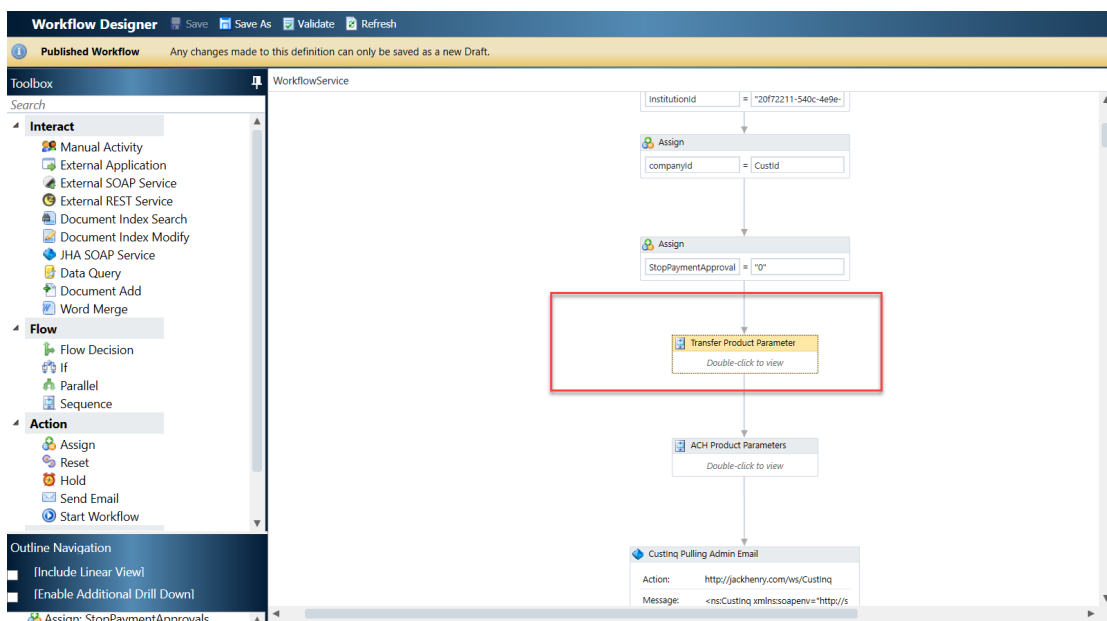 Workflow Designer Save Save As Validate Refresh
Published Workflow Any changes made to this definition can only be saved as a new Draft.
Toolbox
Search
Interact
Manual Activity
External Application
External SOAP Service
External REST Service
Document Index Search
Document Index Modify
JHA SOAP Service
Data Query
Document Add
Word Merge
Flow
Flow Decision
If
Parallel
Sequence
Action
Assign
Reset
Hold
Send Email
Start Workflow
Outline Navigation
[Include Linear View]
[Enable Additional Drill Down]
Assign: StopPaymentApprovals
WorkflowService
InstitutionId = "20f72211-540c-4e9e-
Assign
companyId = CustId
Assign
StopPaymentApproval = "0"
Transfer Product Parameter
Double-click to view
ACH Product Parameters
Double-click to view
CustInq Pulling Admin Email
Action: http://jackhenry.com/ws/CustInq
Message: <ns:CustInq xmlns:soapenv="http://s